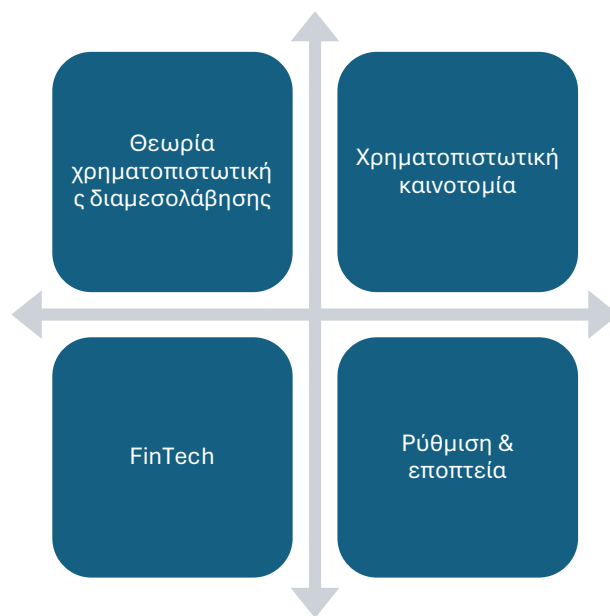 Θεωρία
χρηματοπιστωτική
ς διαμεσολάβησης
Χρηματοπιστωτική
καινοτομία
FinTech
Ρύθμιση &
εποπτεία